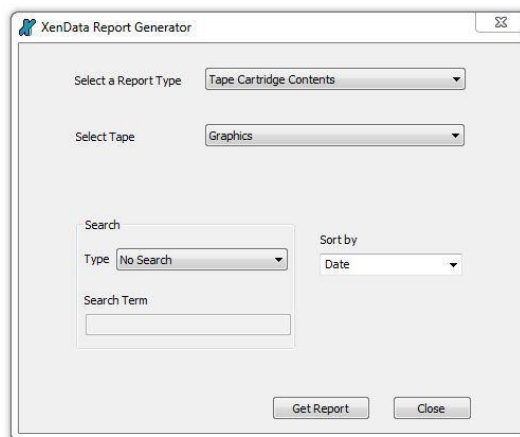 XenData Report Generator
Select a Report Type Tape Cartridge Contents
Select Tape Graphics
Search
Sort by
Type No Search
Date
Search Term
Get Report Close